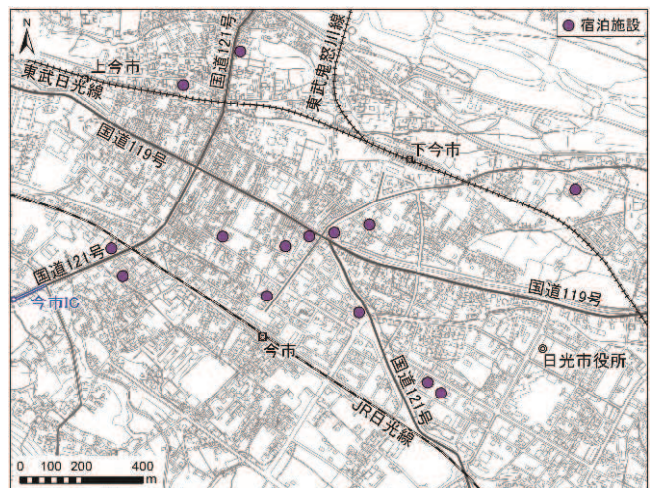 N
宿泊施設
国道121号
東武鬼怒川線
上今市
東武日光線
国道119号
下今市
国道121号
今市IC
国道119号
今市
日光市役所
国道121号
JR日光線
0 100 200 400
m